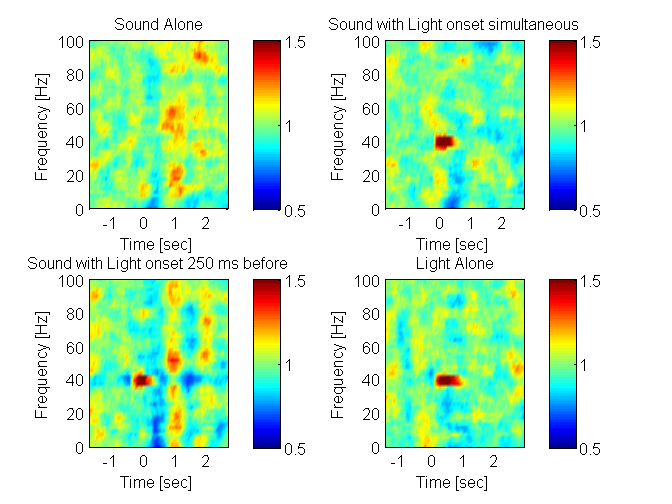 Sound Alone
100
80
60
40
20
0
Frequency [Hz]
-1 0 1 2
Time [sec]
1.5
1
0.5
Sound with Light onset simultaneous
100
80
60
40
20
0
Frequency [Hz]
-1 0 1 2
Time [sec]
1.5
1
0.5
Sound with Light onset 250 ms before
100
80
60
40
20
0
Frequency [Hz]
-1 0 1 2
Time [sec]
1.5
1
0.5
Light Alone
100
80
60
40
20
0
Frequency [Hz]
-1 0 1 2
Time [sec]
1.5
1
0.5